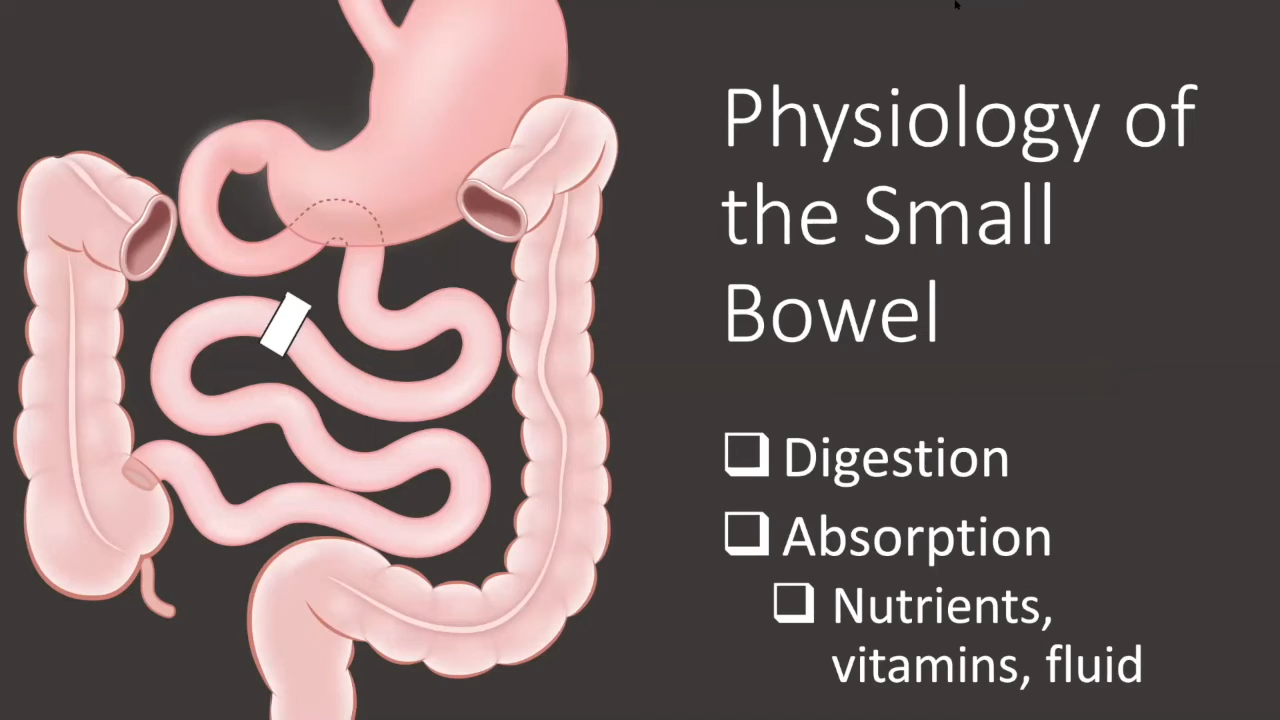 Physiology of
the Small
Bowel
Digestion
Absorption
Nutrients,
vitamins, fluid